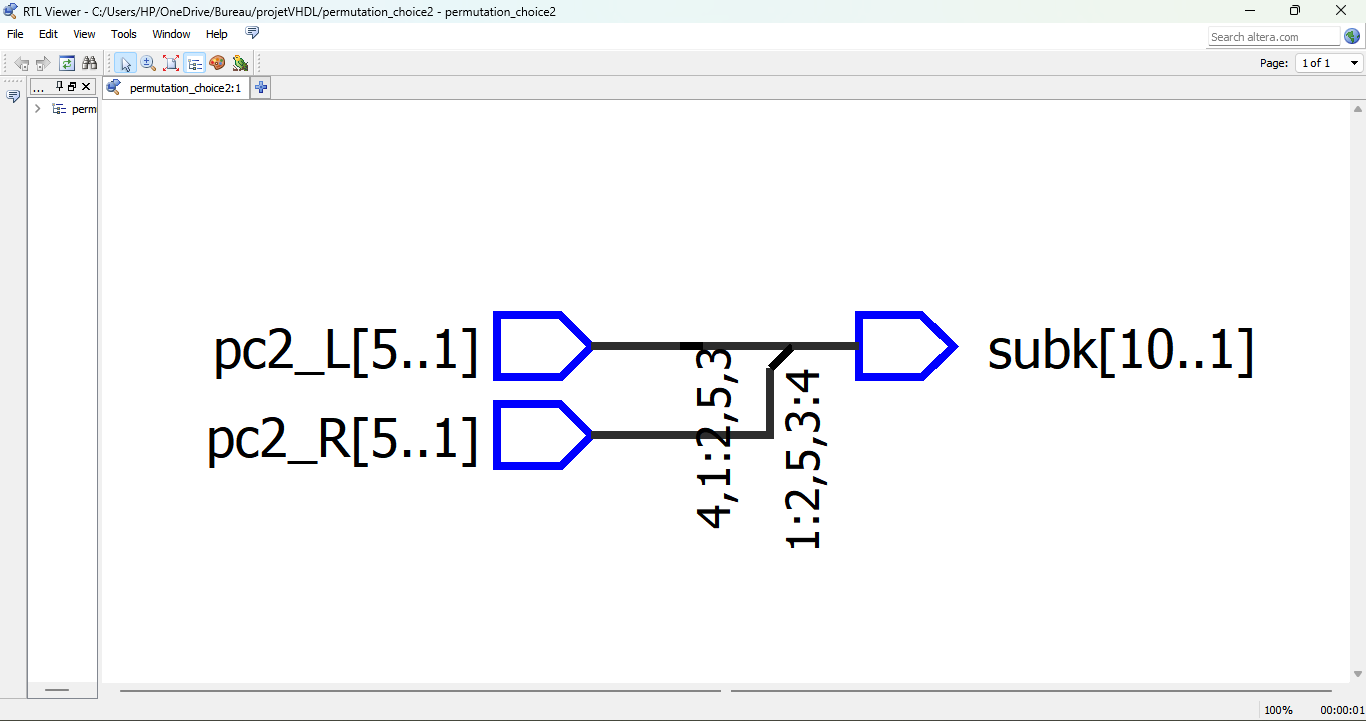 RTL Viewer - C:/Users/HP/OneDrive/Bureau/projetVHDL/permutation_choice2 - permutation_choice2
File Edit View Tools Window Help
Search altera.com
Page: 1 of 1
...
permutation_choice2:1
perm
pc2_L[5..1]
subk[10..1]
pc2_R[5..1]
4,1:2,5,3
1:2,5,3:4
100% 00:00:01